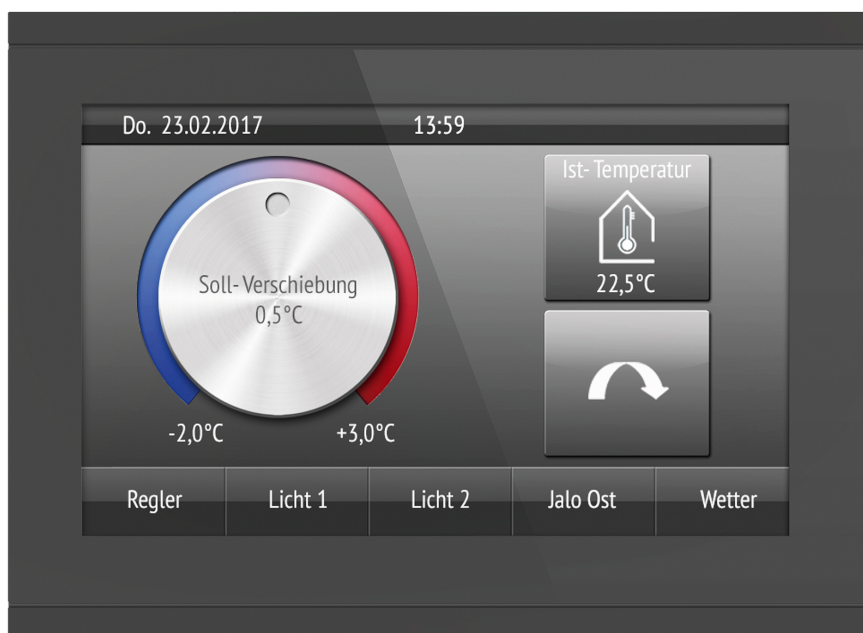 Do. 23.02.2017 13:59
Soll-Verschiebung
0,5°C
-2,0°C +3,0°C
Ist-Temperatur
22,5°C
Regler Licht 1 Licht 2 Jalo Ost Wetter